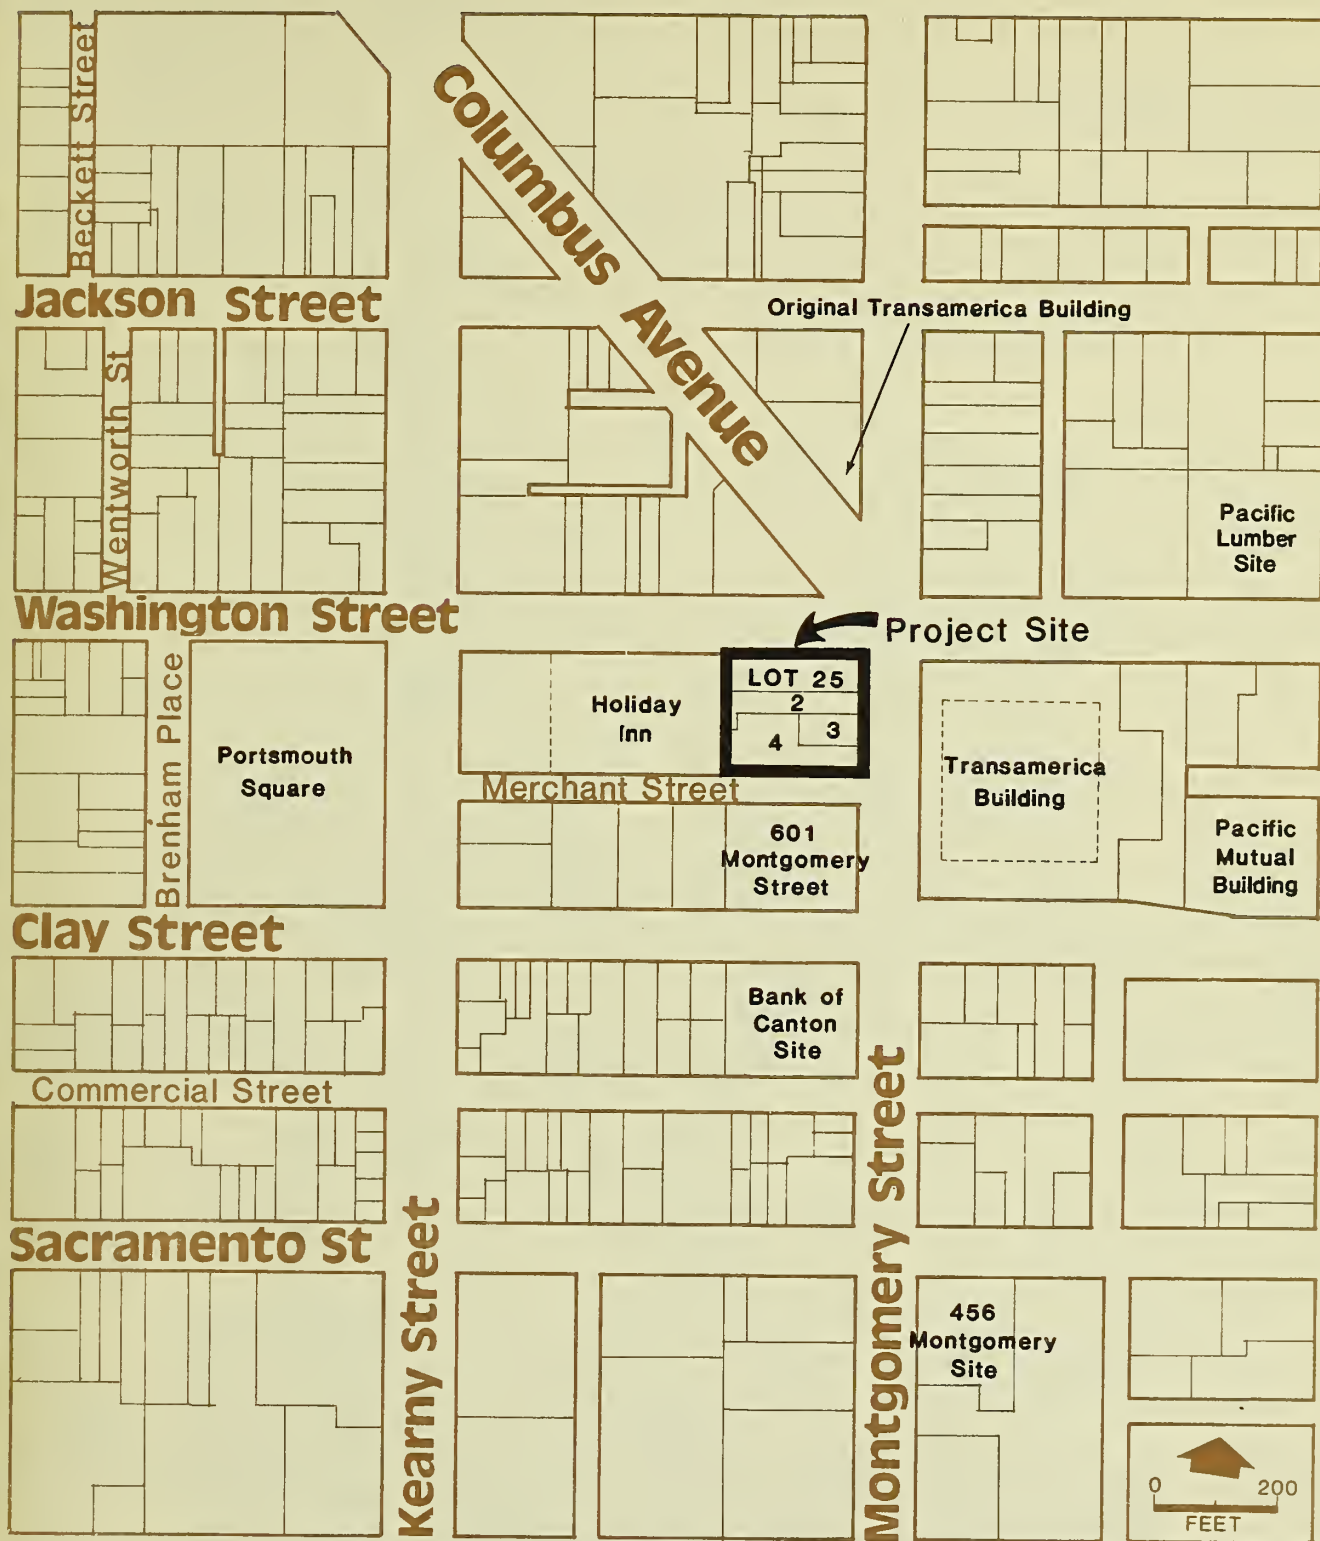 Beckett Street
Columbus Avenue
Jackson Street
Original Transamerica Building
Wentworth St
Pacific
Lumber
Site
Washington Street
Project Site
LOT 25
2
3
4
Holiday
Inn
Brenham Place
Portsmouth
Square
Transamerica
Building
Merchant Street
601
Montgomery
Street
Pacific
Mutual
Building
Clay Street
Bank of
Canton
Site
Commercial Street
Sacramento St
Kearny Street
Montgomery Street
456
Montgomery
Site
0 200
FEET